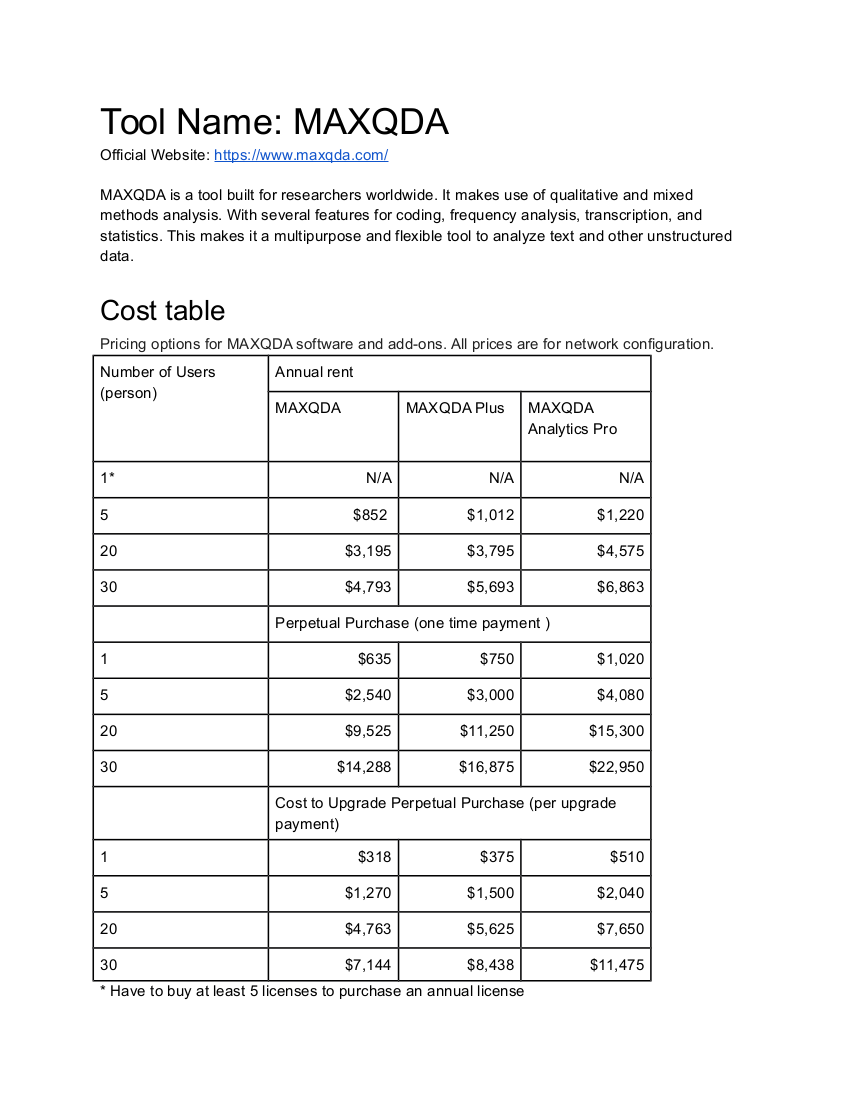 Tool Name: MAXQDA
Official Website: https://www.maxqda.com/
MAXQDA is a tool built for researchers worldwide. It makes use of qualitative and mixed
methods analysis. With several features for coding, frequency analysis, transcription, and
statistics. This makes it a multipurpose and flexible tool to analyze text and other unstructured
data.
Cost table
Pricing options for MAXQDA software and add-ons. All prices are for network configuration.
Number of Users
(person)
Annual rent
MAXQDA MAXQDA Plus MAXQDA
Analytics Pro
1* N/A N/A N/A
5 $852 $1,012 $1,220
20 $3,195 $3,795 $4,575
30 $4,793 $5,693 $6,863
Perpetual Purchase (one time payment )
1 $635 $750 $1,020
5 $2,540 $3,000 $4,080
20 $9,525 $11,250 $15,300
30 $14,288 $16,875 $22,950
Cost to Upgrade Perpetual Purchase (per upgrade
payment)
1 $318 $375 $510
5 $1,270 $1,500 $2,040
20 $4,763 $5,625 $7,650
30 $7,144 $8,438 $11,475
* Have to buy at least 5 licenses to purchase an annual license